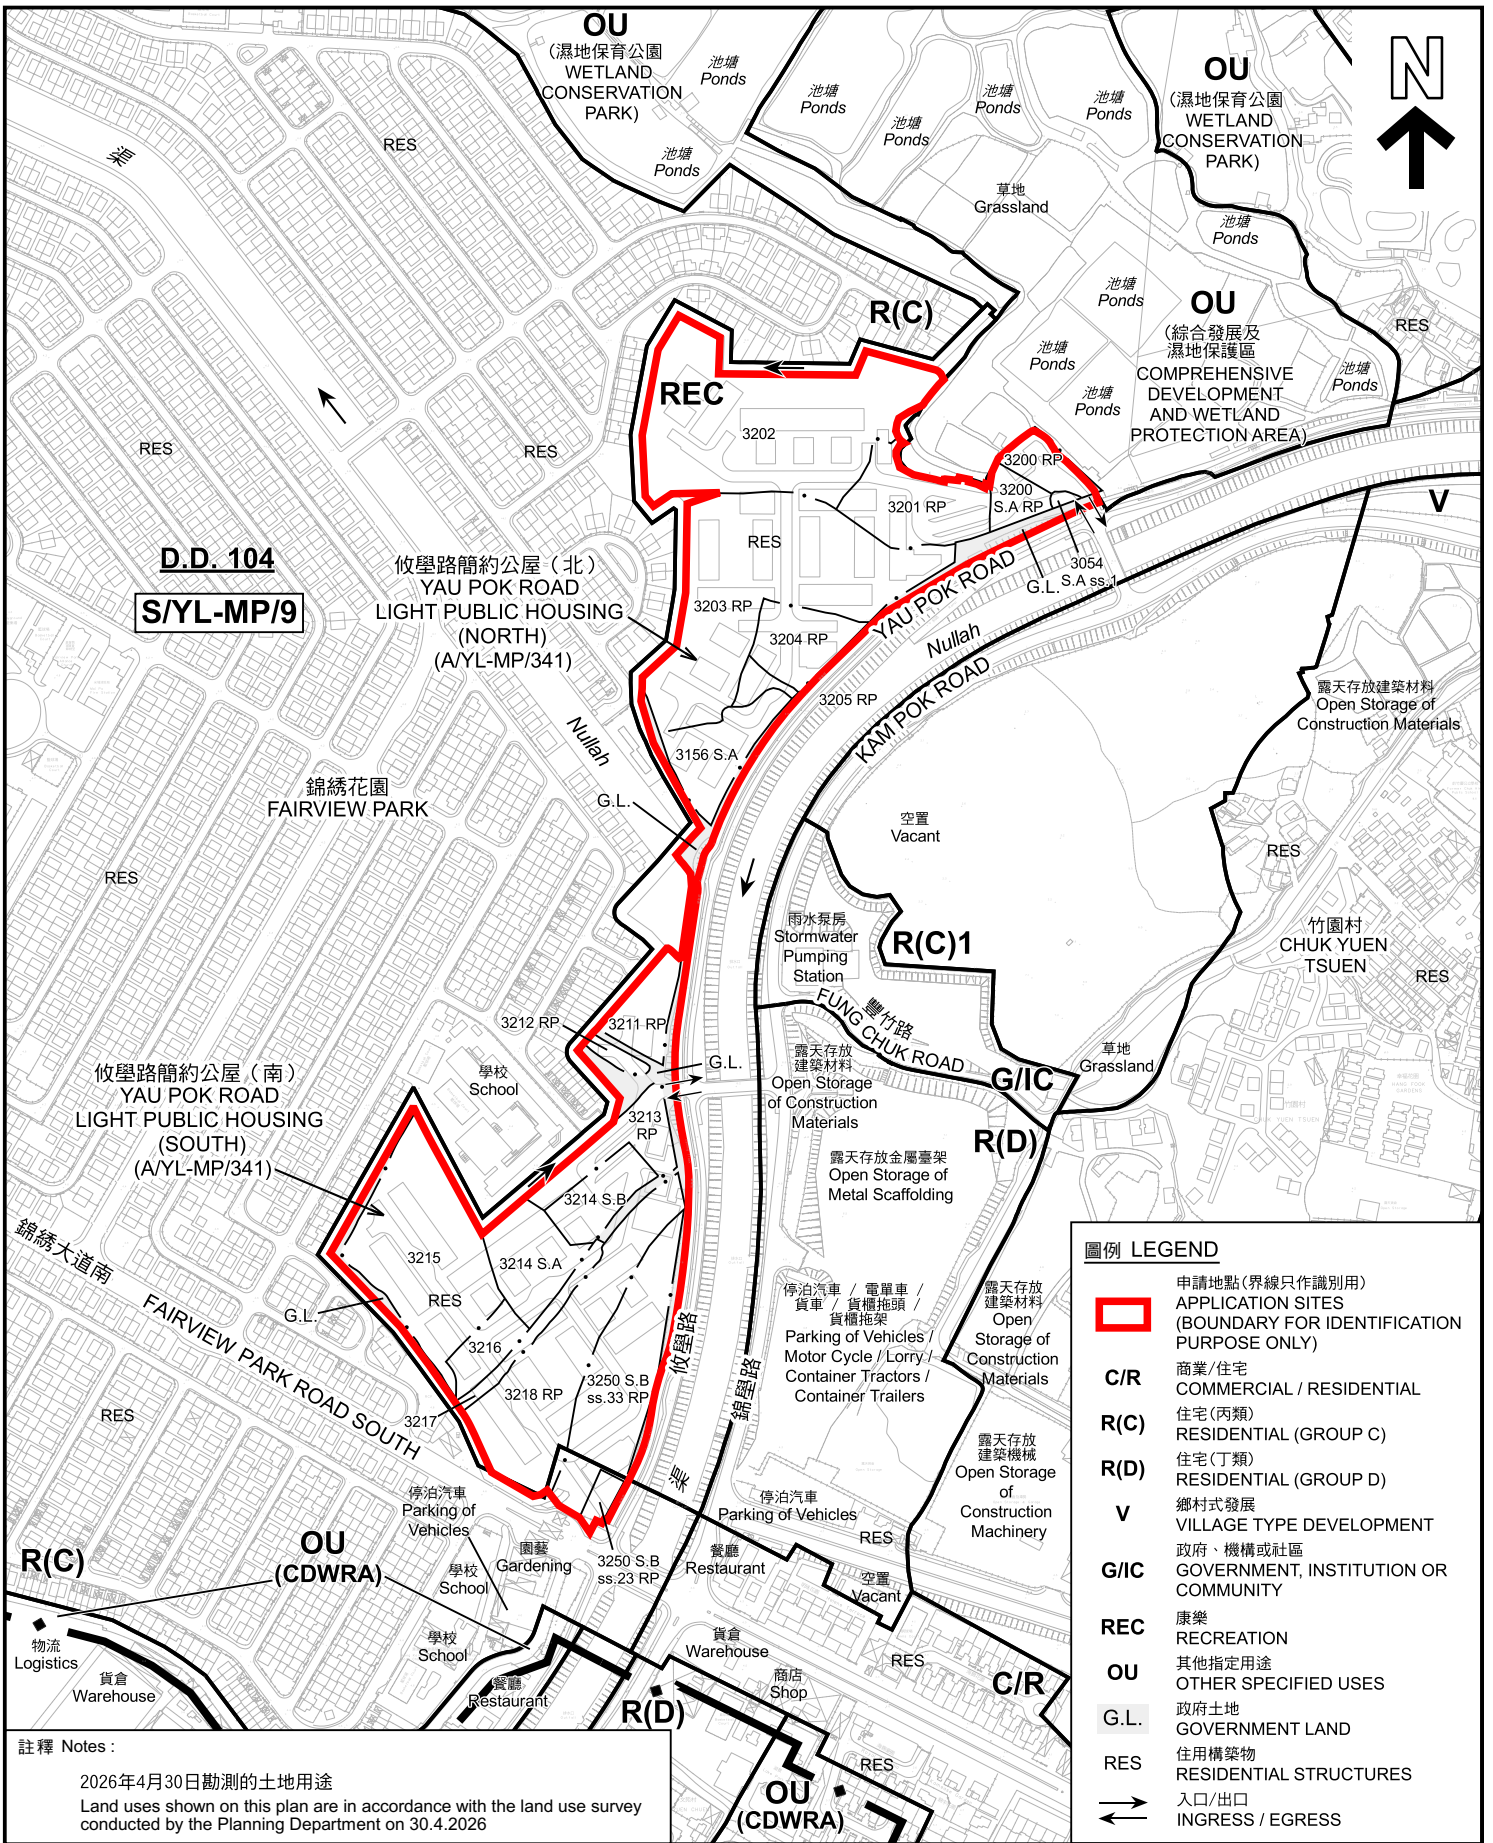 OU
(濕地保育公園
WETLAND
CONSERVATION
PARK)
池塘
Ponds
池塘
Ponds
池塘
Ponds
池塘
Ponds
池塘
Ponds
池塘
Ponds
OU
(濕地保育公園
WETLAND
CONSERVATION
PARK)
N
渠
RES
草地
Grassland
池塘
Ponds
池塘
Ponds
R(C)
OU
(綜合發展及
濕地保護區
COMPREHENSIVE
DEVELOPMENT
AND WETLAND
PROTECTION AREA)
RES
池塘
Ponds
池塘
Ponds
池塘
Ponds
REC
3202
RES
RES
3200 RP
3200
S.A RP
3201 RP
V
RES
D.D. 104
S/YL-MP/9
攸壆路簡約公屋（北）
YAU POK ROAD
LIGHT PUBLIC HOUSING
(NORTH)
(A/YL-MP/341)
3054
S.A ss.1
G.L.
YAU POK ROAD
Nullah
KAM POK ROAD
3203 RP
3204 RP
3205 RP
露天存放建築材料
Open Storage of
Construction Materials
Nullah
3156 S.A
錦綉花園
FAIRVIEW PARK
G.L.
空置
Vacant
RES
RES
雨水泵房
Stormwater
Pumping
Station
R(C)1
竹園村
CHUK YUEN
TSUEN
RES
豐竹路
FUNG CHUK ROAD
3212 RP
3211 RP
G.L.
學校
School
露天存放
建築材料
Open Storage
of Construction
Materials
草地
Grassland
G/IC
攸壆路簡約公屋（南）
YAU POK ROAD
LIGHT PUBLIC HOUSING
(SOUTH)
(A/YL-MP/341)
3213
RP
R(D)
露天存放金屬臺架
Open Storage of
Metal Scaffolding
3214 S.B
3215
3214 S.A
錦綉大道南
FAIRVIEW PARK ROAD SOUTH
RES
G.L.
3216
3218 RP
3250 S.B
ss.33 RP
3217
攸壆路
錦壆路
停泊汽車 / 電單車 /
貨車 / 貨櫃拖頭 /
貨櫃拖架
Parking of Vehicles /
Motor Cycle / Lorry /
Container Tractors /
Container Trailers
露天存放
建築材料
Open
Storage of
Construction
Materials
RES
露天存放
建築機械
Open Storage
of
Construction
Machinery
停泊汽車
Parking of
Vehicles
渠
停泊汽車
Parking of Vehicles
RES
R(C)
OU
(CDWRA)
園藝
Gardening
3250 S.B
ss.23 RP
餐廳
Restaurant
學校
School
空置
Vacant
物流
Logistics
貨倉
Warehouse
學校
School
餐廳
Restaurant
貨倉
Warehouse
商店
Shop
RES
C/R
R(D)
RES
OU
(CDWRA)
圖例 LEGEND
申請地點(界線只作識別用)
APPLICATION SITES
(BOUNDARY FOR IDENTIFICATION
PURPOSE ONLY)
C/R 商業/住宅
COMMERCIAL / RESIDENTIAL
R(C) 住宅(丙類)
RESIDENTIAL (GROUP C)
R(D) 住宅(丁類)
RESIDENTIAL (GROUP D)
V 鄉村式發展
VILLAGE TYPE DEVELOPMENT
G/IC 政府、機構或社區
GOVERNMENT, INSTITUTION OR
COMMUNITY
REC 康樂
RECREATION
OU 其他指定用途
OTHER SPECIFIED USES
G.L. 政府土地
GOVERNMENT LAND
RES 住用構築物
RESIDENTIAL STRUCTURES
入口/出口
INGRESS / EGRESS
註釋 Notes :
2026年4月30日勘測的土地用途
Land uses shown on this plan are in accordance with the land use survey
conducted by the Planning Department on 30.4.2026